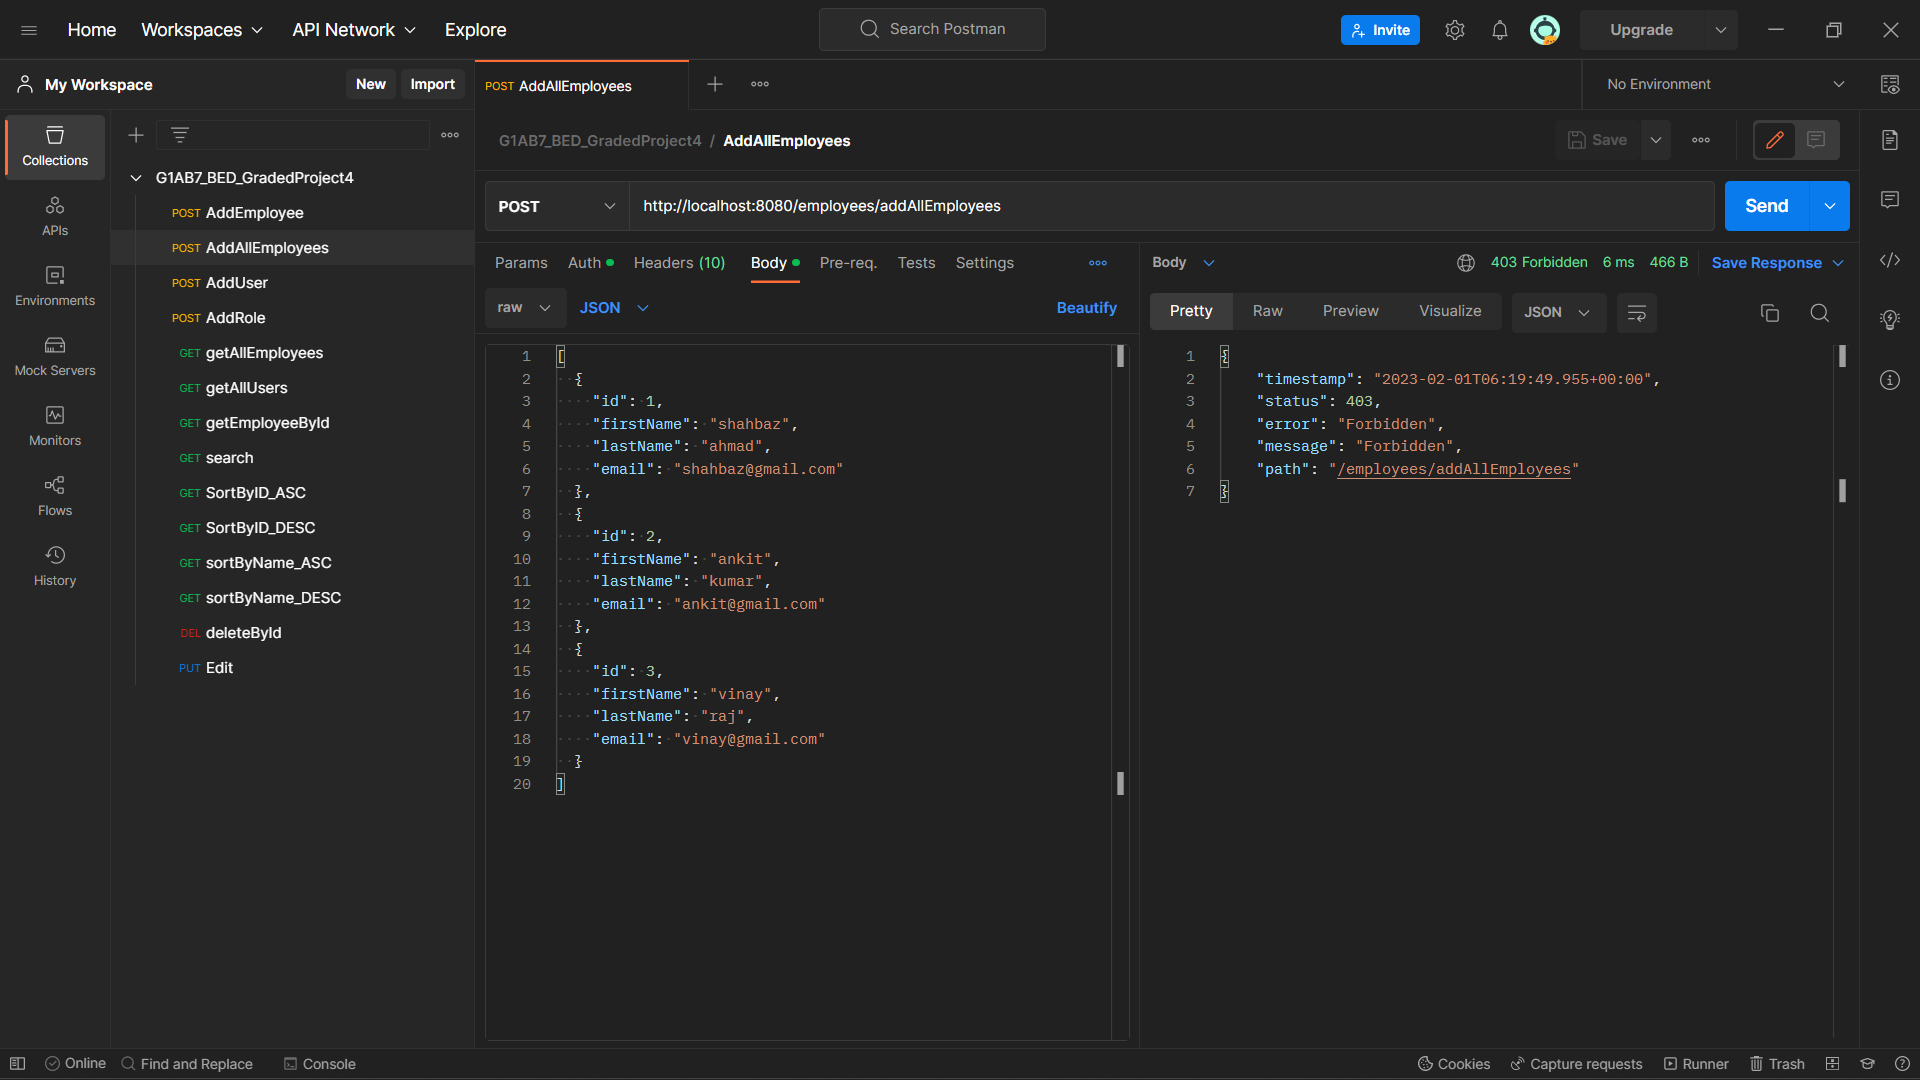 Home
Workspaces
API Network
Explore
Search Postman
Invite
Upgrade
My Workspace
New
Import
POST AddAllEmployees
No Environment
Collections
APIs
Environments
Mock Servers
Monitors
Flows
History
G1AB7_BED_GradedProject4
POST AddEmployee
POST AddAllEmployees
POST AddUser
POST AddRole
GET getAllEmployees
GET getAllUsers
GET getEmployeeById
GET search
GET SortByID_ASC
GET SortByID_DESC
GET sortByName_ASC
GET sortByName_DESC
DEL deleteById
PUT Edit
G1AB7_BED_GradedProject4 / AddAllEmployees
Save
POST
http://localhost:8080/employees/addAllEmployees
Send
Params
Auth
Headers (10)
Body
Pre-req.
Tests
Settings
raw
JSON
Beautify
1 [
2 {
3 "id": 1,
4 "firstName": "shahbaz",
5 "lastName": "ahmad",
6 "email": "shahbaz@gmail.com"
7 },
8 {
9 "id": 2,
10 "firstName": "ankit",
11 "lastName": "kumar",
12 "email": "ankit@gmail.com"
13 },
14 {
15 "id": 3,
16 "firstName": "vinay",
17 "lastName": "raj",
18 "email": "vinay@gmail.com"
19 }
20 ]
Body
403 Forbidden 6 ms 466 B
Save Response
Pretty
Raw
Preview
Visualize
JSON
1 {
2 "timestamp": "2023-02-01T06:19:49.955+00:00",
3 "status": 403,
4 "error": "Forbidden",
5 "message": "Forbidden",
6 "path": "/employees/addAllEmployees"
7 }
Online
Find and Replace
Console
Cookies
Capture requests
Runner
Trash